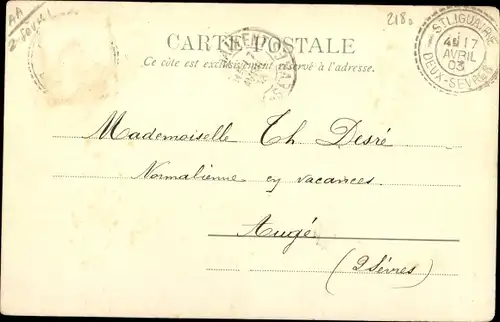 AA
218
CARTE POSTALE
Ce côté est exclusivement réservé à l'adresse.
ST LIGUAIRE
17
AVRIL
03
DEUX-SEVRES
Mademoiselle Th Desré
Normalienne en vacances.
Augé
(2 Sèvres)